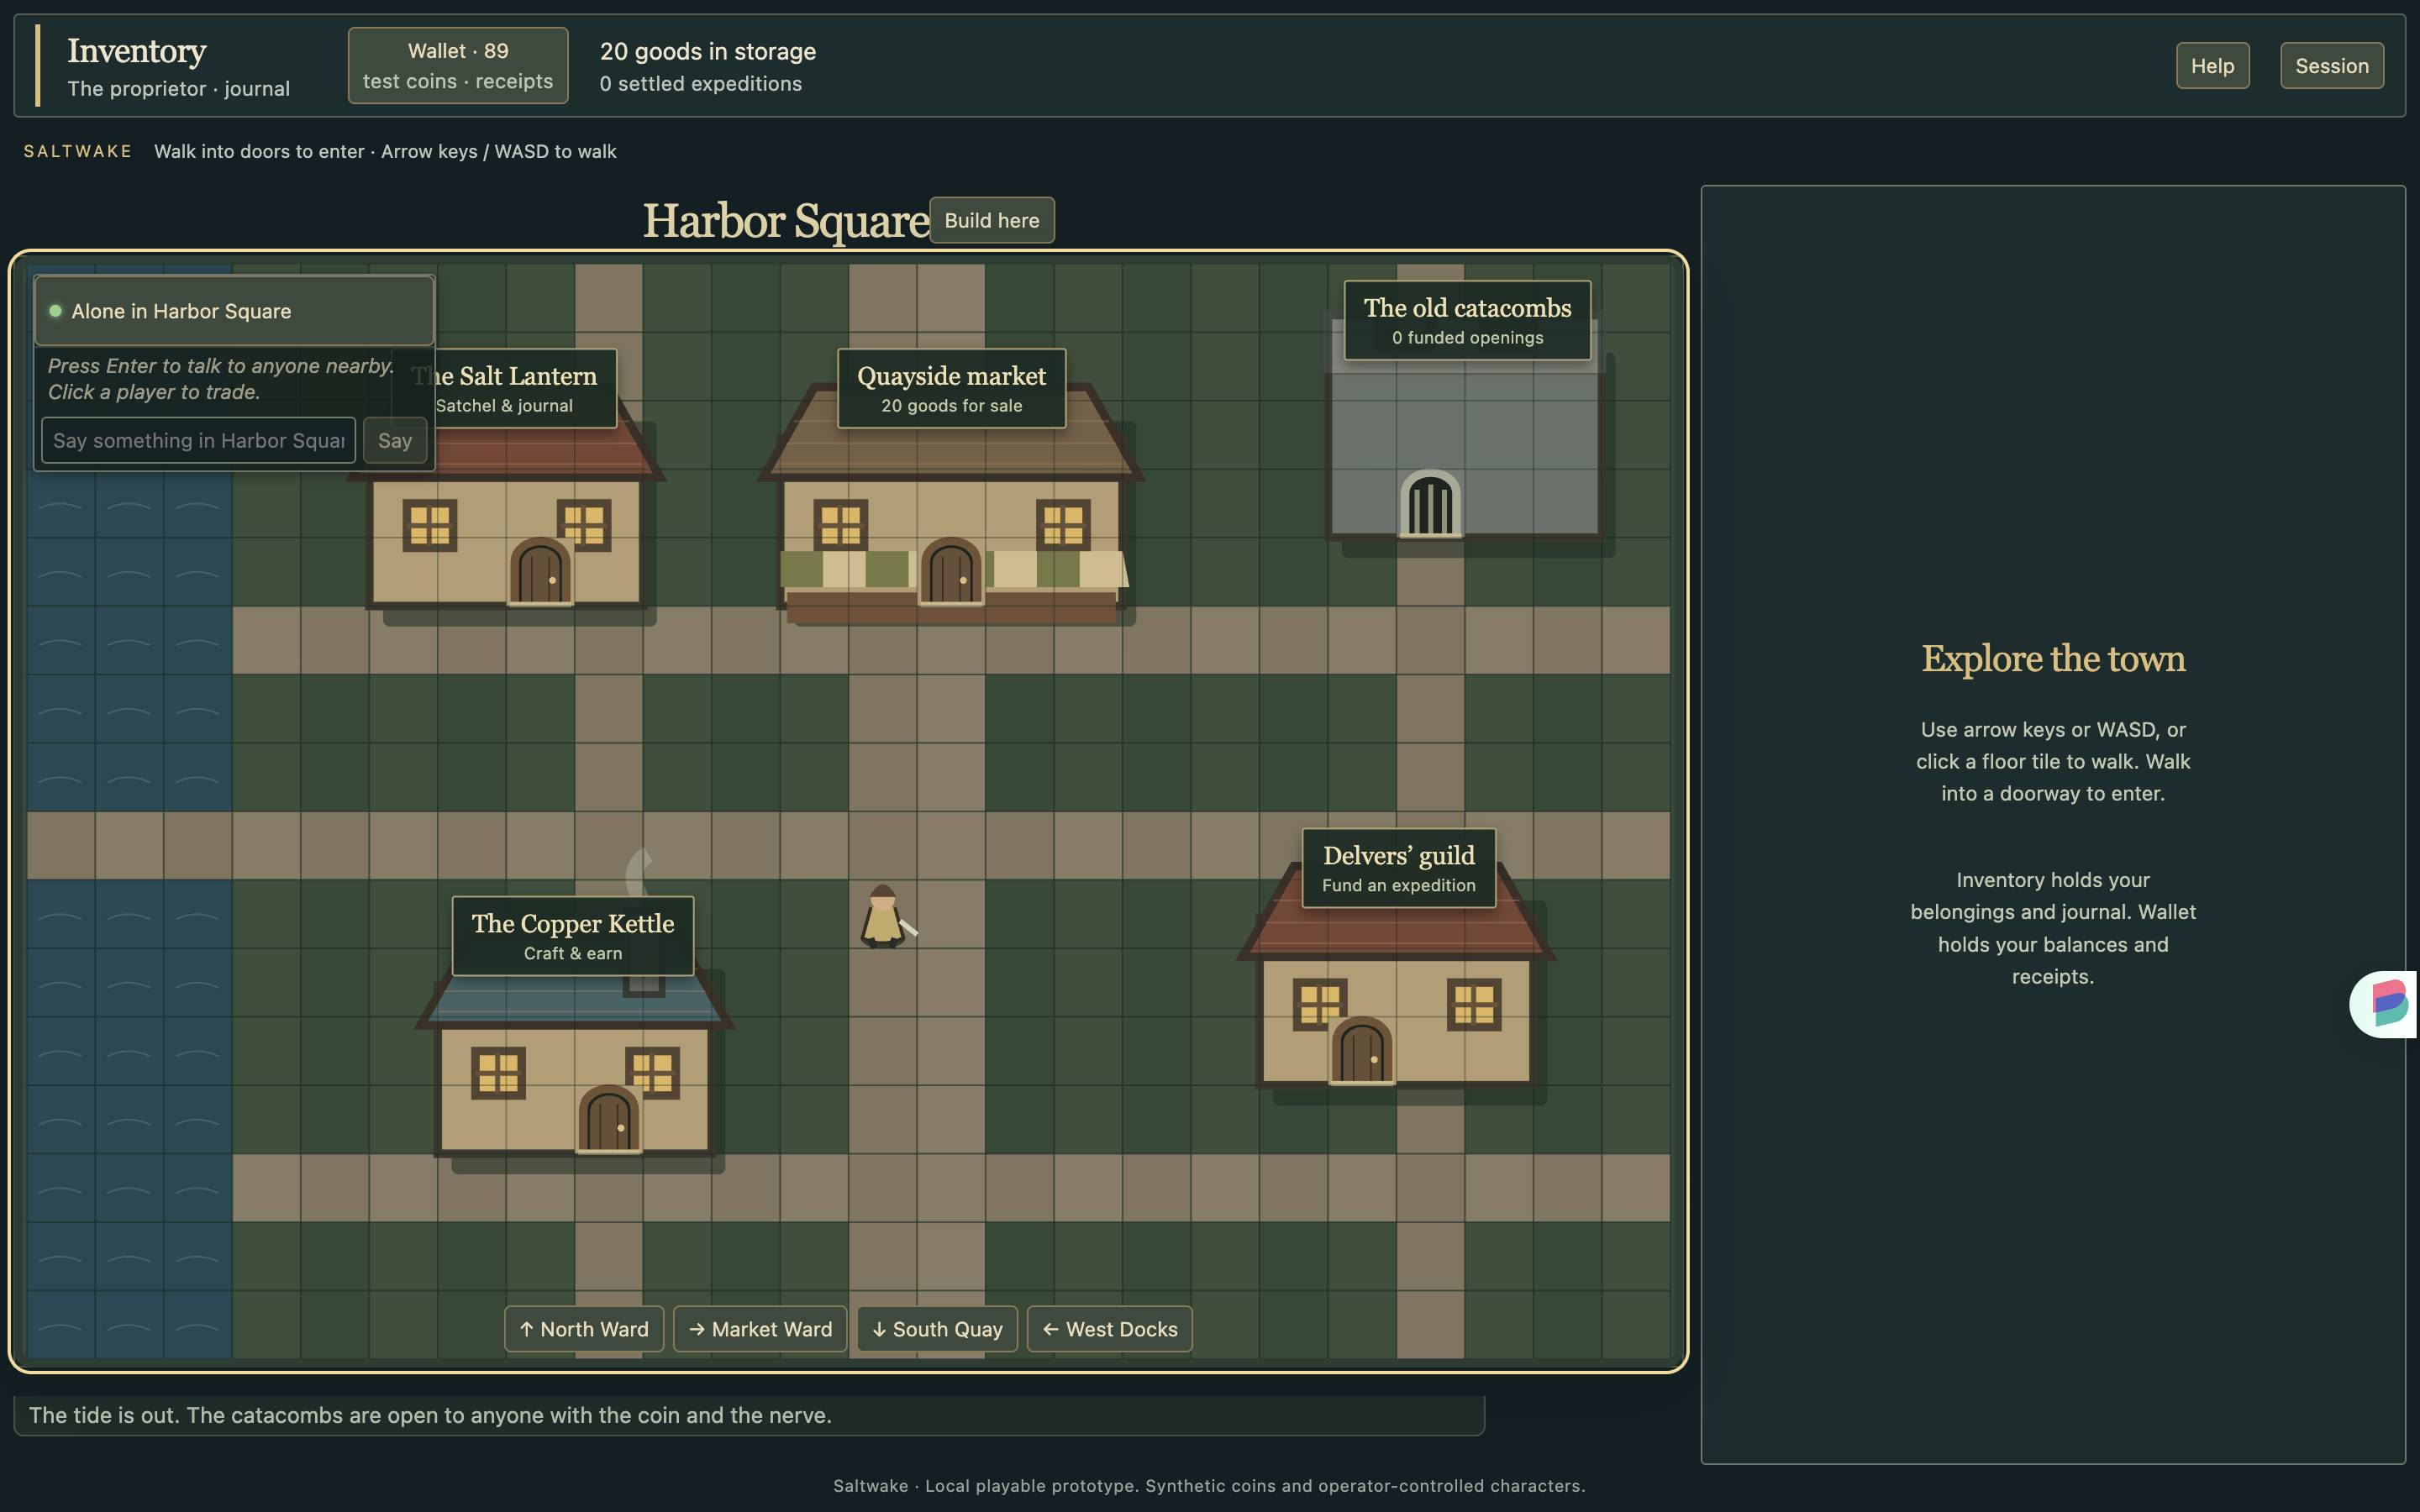 Inventory
The proprietor · journal
Wallet · 89
test coins · receipts
20 goods in storage
0 settled expeditions
Help
Session
SALTWAKE
Walk into doors to enter · Arrow keys / WASD to walk
Harbor Square
Build here
Alone in Harbor Square
Press Enter to talk to anyone nearby.
Click a player to trade.
Say something in Harbor Squar
Say
The Salt Lantern
Satchel & journal
Quayside market
20 goods for sale
The old catacombs
0 funded openings
The Copper Kettle
Craft & earn
Delvers’ guild
Fund an expedition
↑ North Ward
→ Market Ward
↓ South Quay
← West Docks
Explore the town
Use arrow keys or WASD, or
click a floor tile to walk. Walk
into a doorway to enter.
Inventory holds your
belongings and journal. Wallet
holds your balances and
receipts.
The tide is out. The catacombs are open to anyone with the coin and the nerve.
Saltwake · Local playable prototype. Synthetic coins and operator-controlled characters.